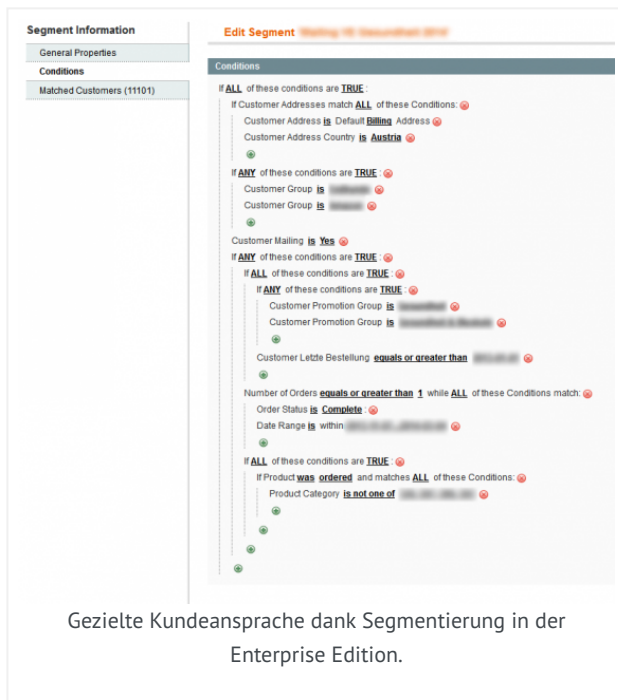 Segment Information
General Properties
Conditions
Matched Customers (11101)
Edit Segment
Conditions
If ALL of these conditions are TRUE :
If Customer Addresses match ALL of these Conditions:
Customer Address is Default Billing Address
Customer Address Country is Austria
If ANY of these conditions are TRUE :
Customer Group is
Customer Group is
Customer Mailing is Yes
If ANY of these conditions are TRUE :
If ALL of these conditions are TRUE :
If ANY of these conditions are TRUE :
Customer Promotion Group is
Customer Promotion Group is
Customer Letzte Bestellung equals or greater than
Number of Orders equals or greater than 1 while ALL of these Conditions match:
Order Status is Complete :
Date Range is within
If ALL of these conditions are TRUE :
If Product was ordered and matches ALL of these Conditions:
Product Category is not one of
Gezielte Kundeansprache dank Segmentierung in der
Enterprise Edition.